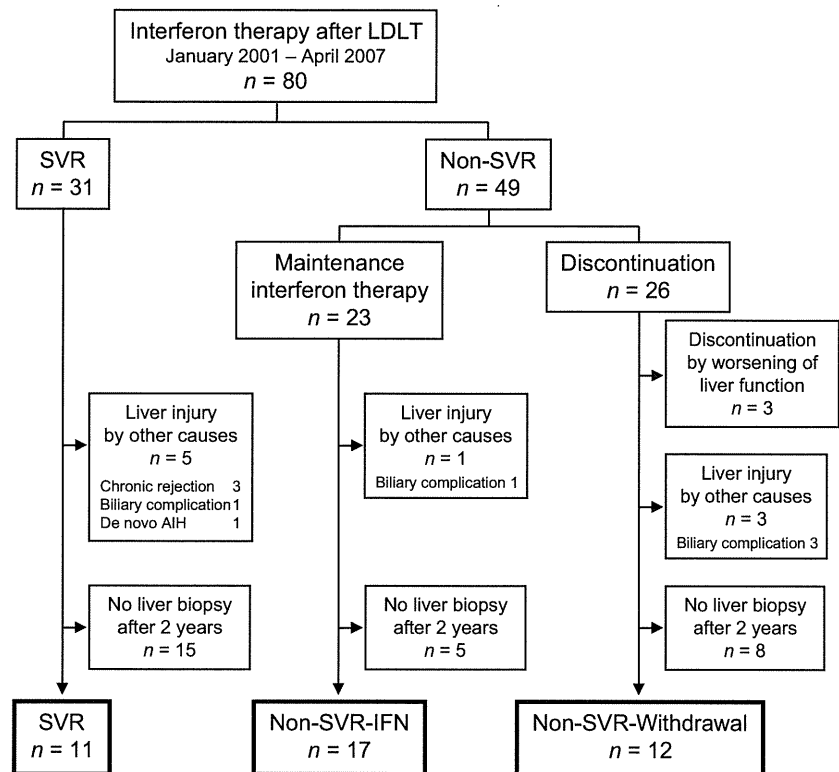 Interferon therapy after LDLT
January 2001 – April 2007
n = 80
SVR
n = 31
Non-SVR
n = 49
Maintenance
interferon therapy
n = 23
Discontinuation
n = 26
Discontinuation
by worsening of
liver function
n = 3
Liver injury
by other causes
n = 5
Chronic rejection 3
Biliary complication 1
De novo AIH 1
Liver injury
by other causes
n = 1
Biliary complication 1
Liver injury
by other causes
n = 3
Biliary complication 3
No liver biopsy
after 2 years
n = 15
No liver biopsy
after 2 years
n = 5
No liver biopsy
after 2 years
n = 8
SVR
n = 11
Non-SVR-IFN
n = 17
Non-SVR-Withdrawal
n = 12